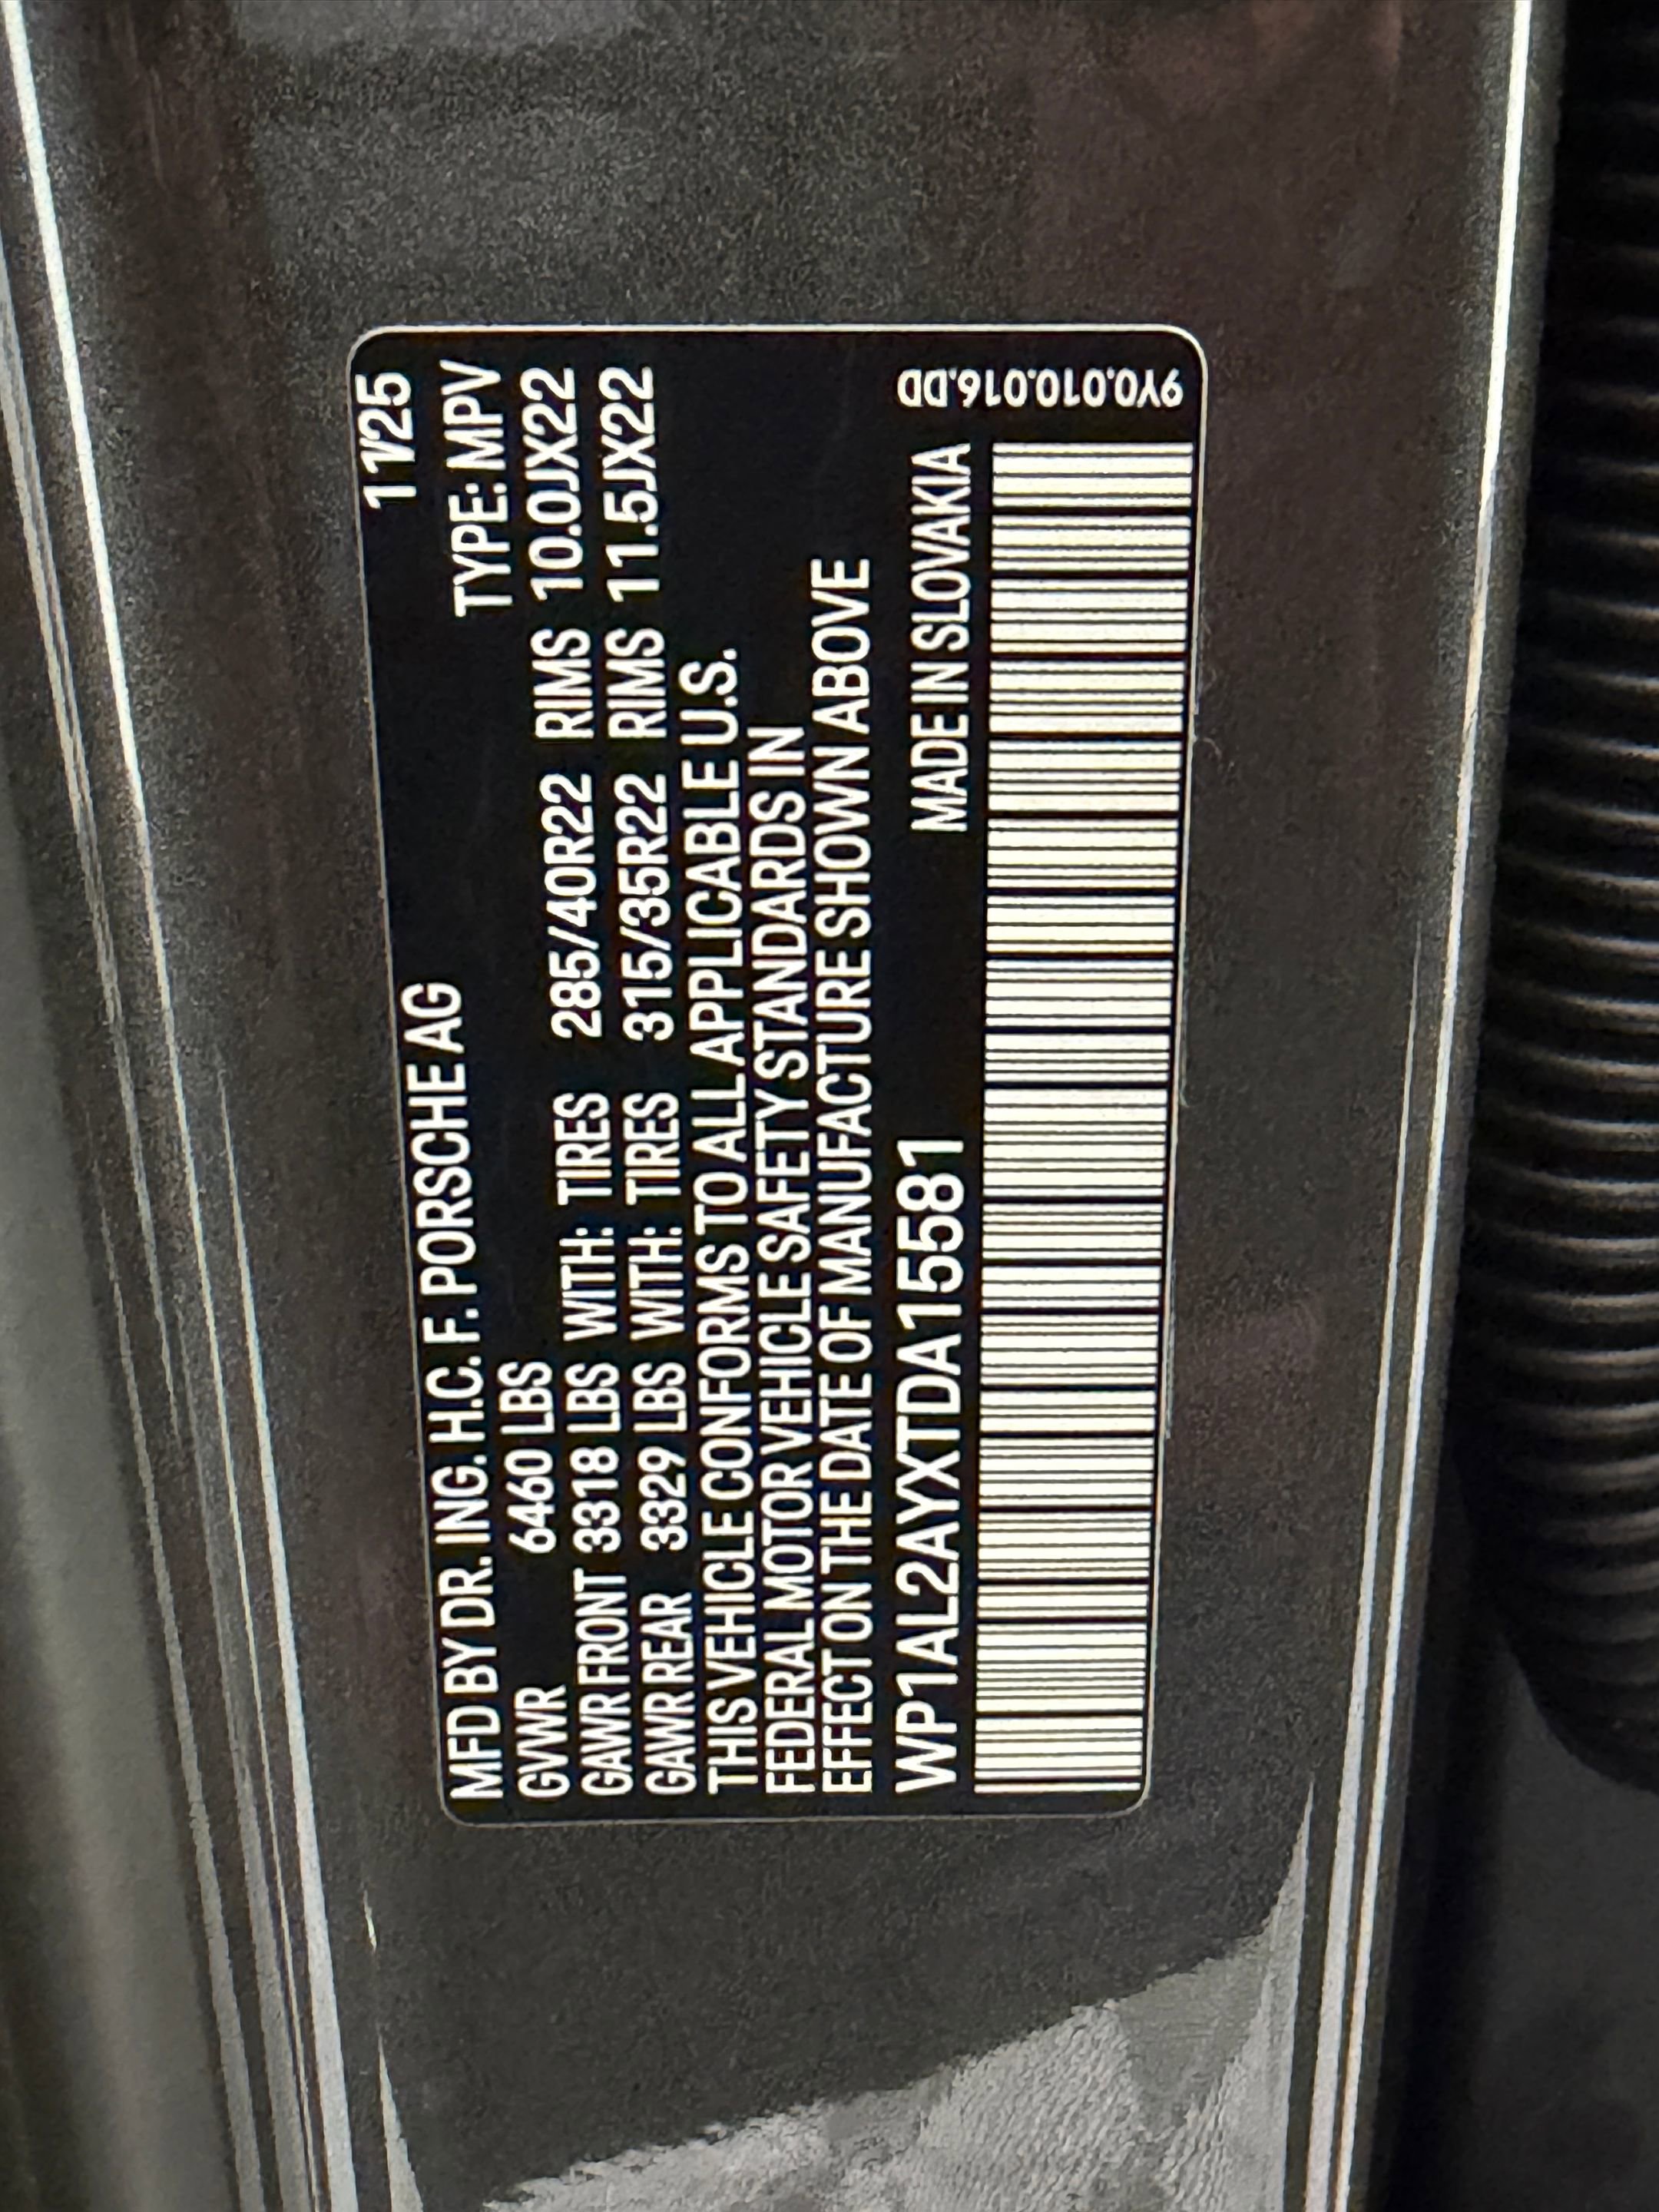 MFD BY DR. ING. H.C. F. PORSCHE AG 11/25
GVWR 6460 LBS TYPE: MPV
GAWR FRONT 3318 LBS WITH: TIRES 285/40R22 RIMS 10.0JX22
GAWR REAR 3329 LBS WITH: TIRES 315/35R22 RIMS 11.5JX22
THIS VEHICLE CONFORMS TO ALL APPLICABLE U.S.
FEDERAL MOTOR VEHICLE SAFETY STANDARDS IN
EFFECT ON THE DATE OF MANUFACTURE SHOWN ABOVE
WP1AL2AYXTDA15581 MADE IN SLOVAKIA
9Y0.010.016.DD